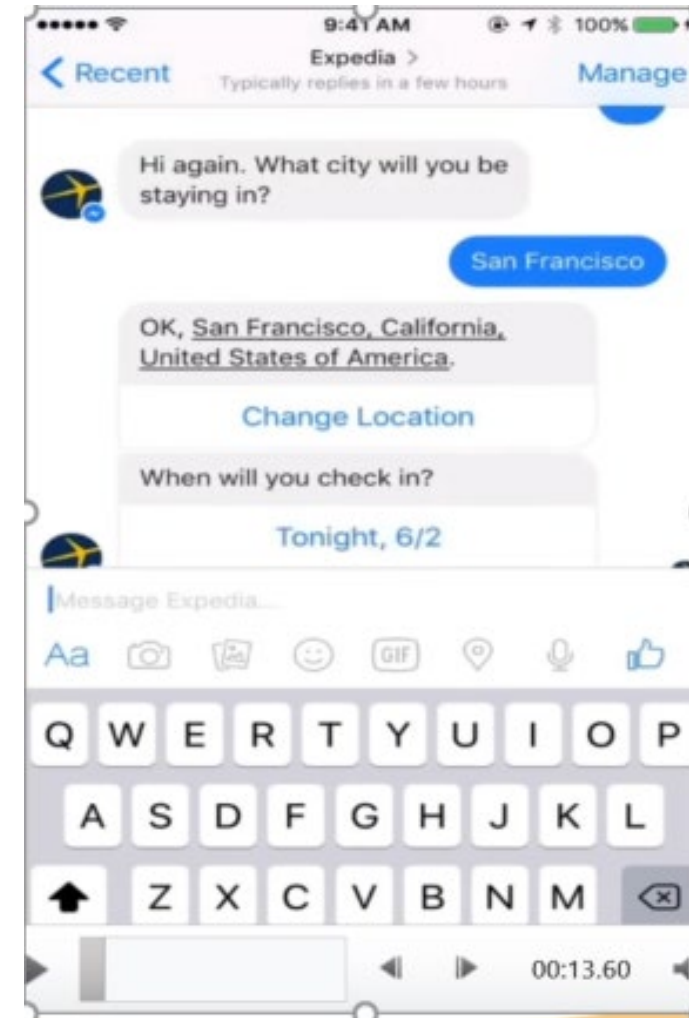 9:41 AM
100%
Recent
Expedia >
Typically replies in a few hours
Manage
Hi again. What city will you be
staying in?
San Francisco
OK, San Francisco, California,
United States of America.
Change Location
When will you check in?
Tonight, 6/2
Message Expedia...
Aa
GIF
Q W E R T Y U I O P
A S D F G H J K L
Z X C V B N M
00:13.60